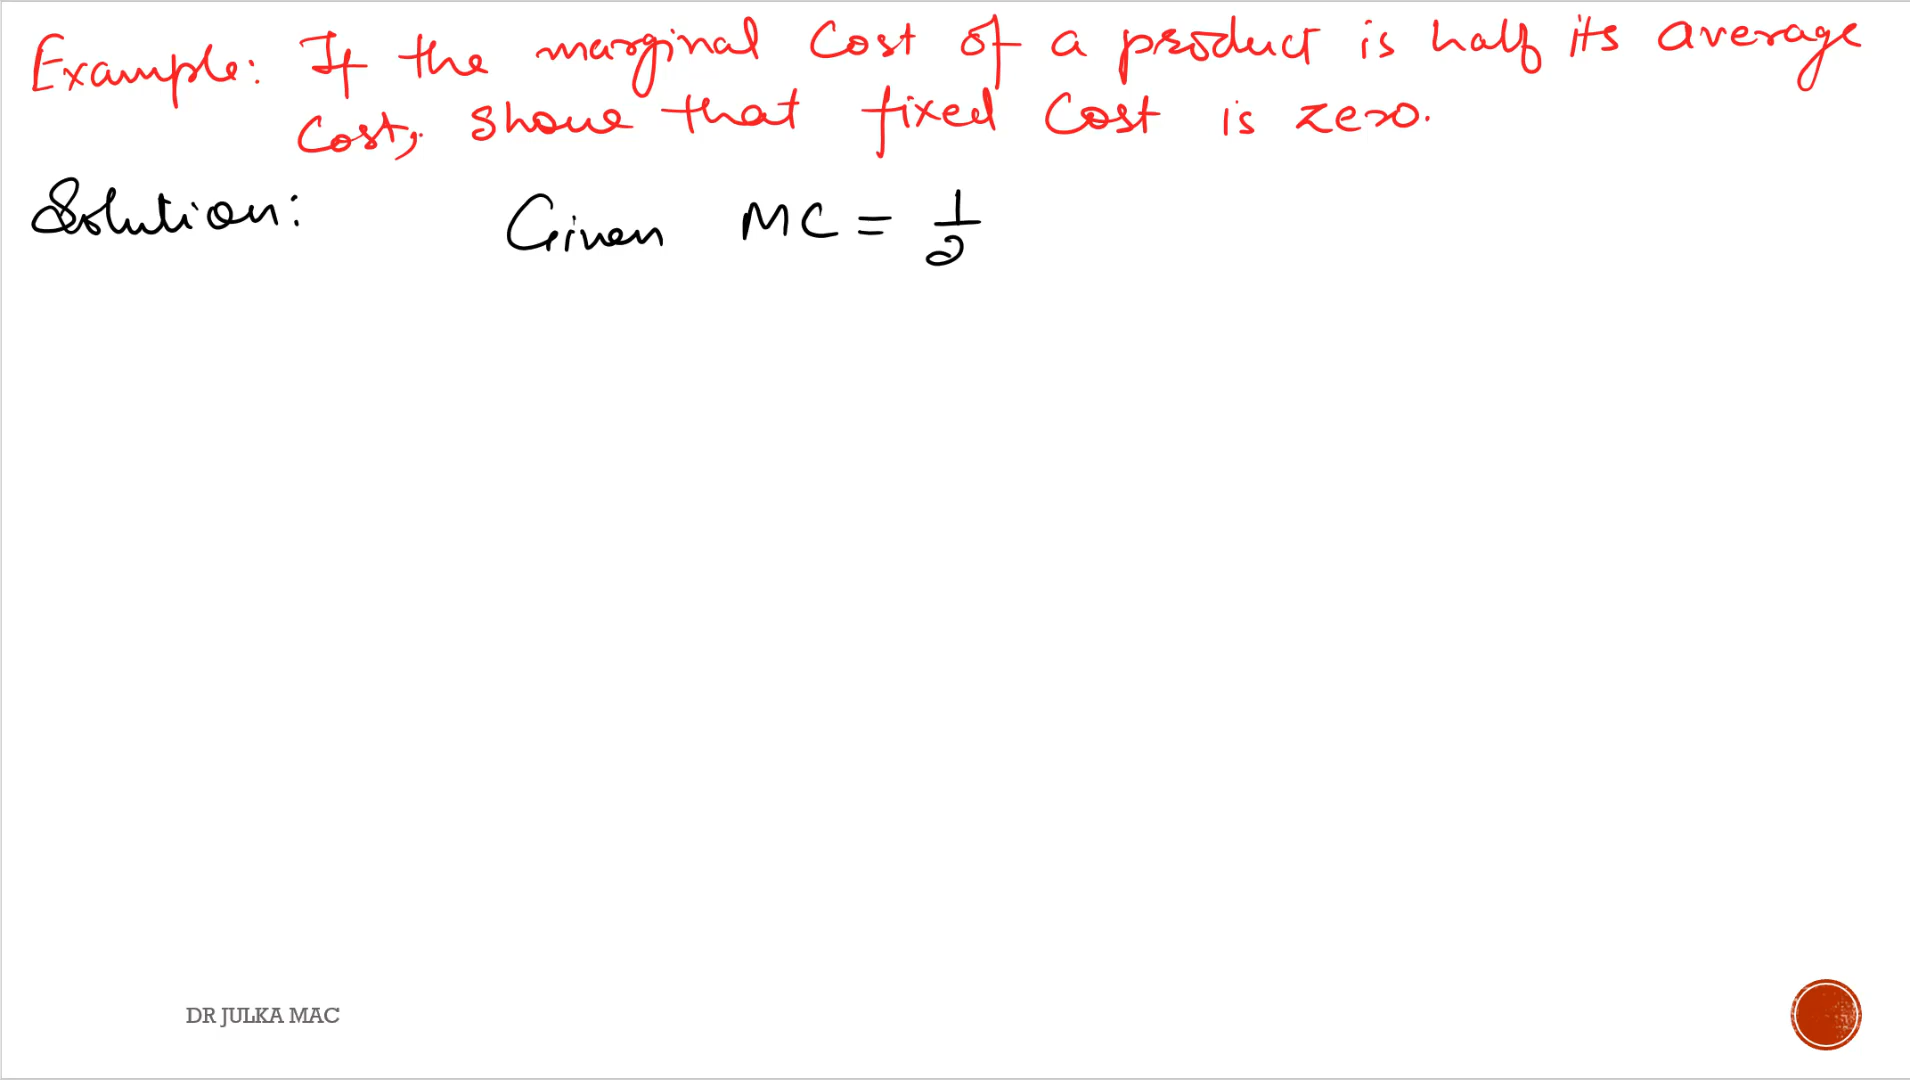 Example: If the marginal cost of a product is half its average
cost, show that fixed cost is zero.
Solution: Given MC = 1/2
DR JULKA MAC